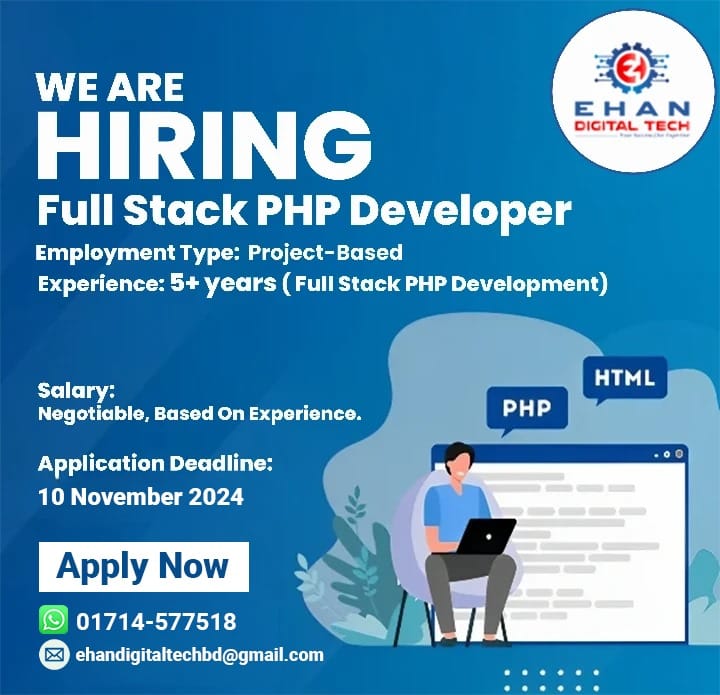 EHAN
DIGITAL TECH
WE ARE
HIRING
Full Stack PHP Developer
Employment Type: Project-Based
Experience: 5+ years ( Full Stack PHP Development)
Salary:
Negotiable, Based On Experience.
HTML
PHP
Application Deadline:
10 November 2024
Apply Now
01714-577518
ehandigitaltechbd@gmail.com